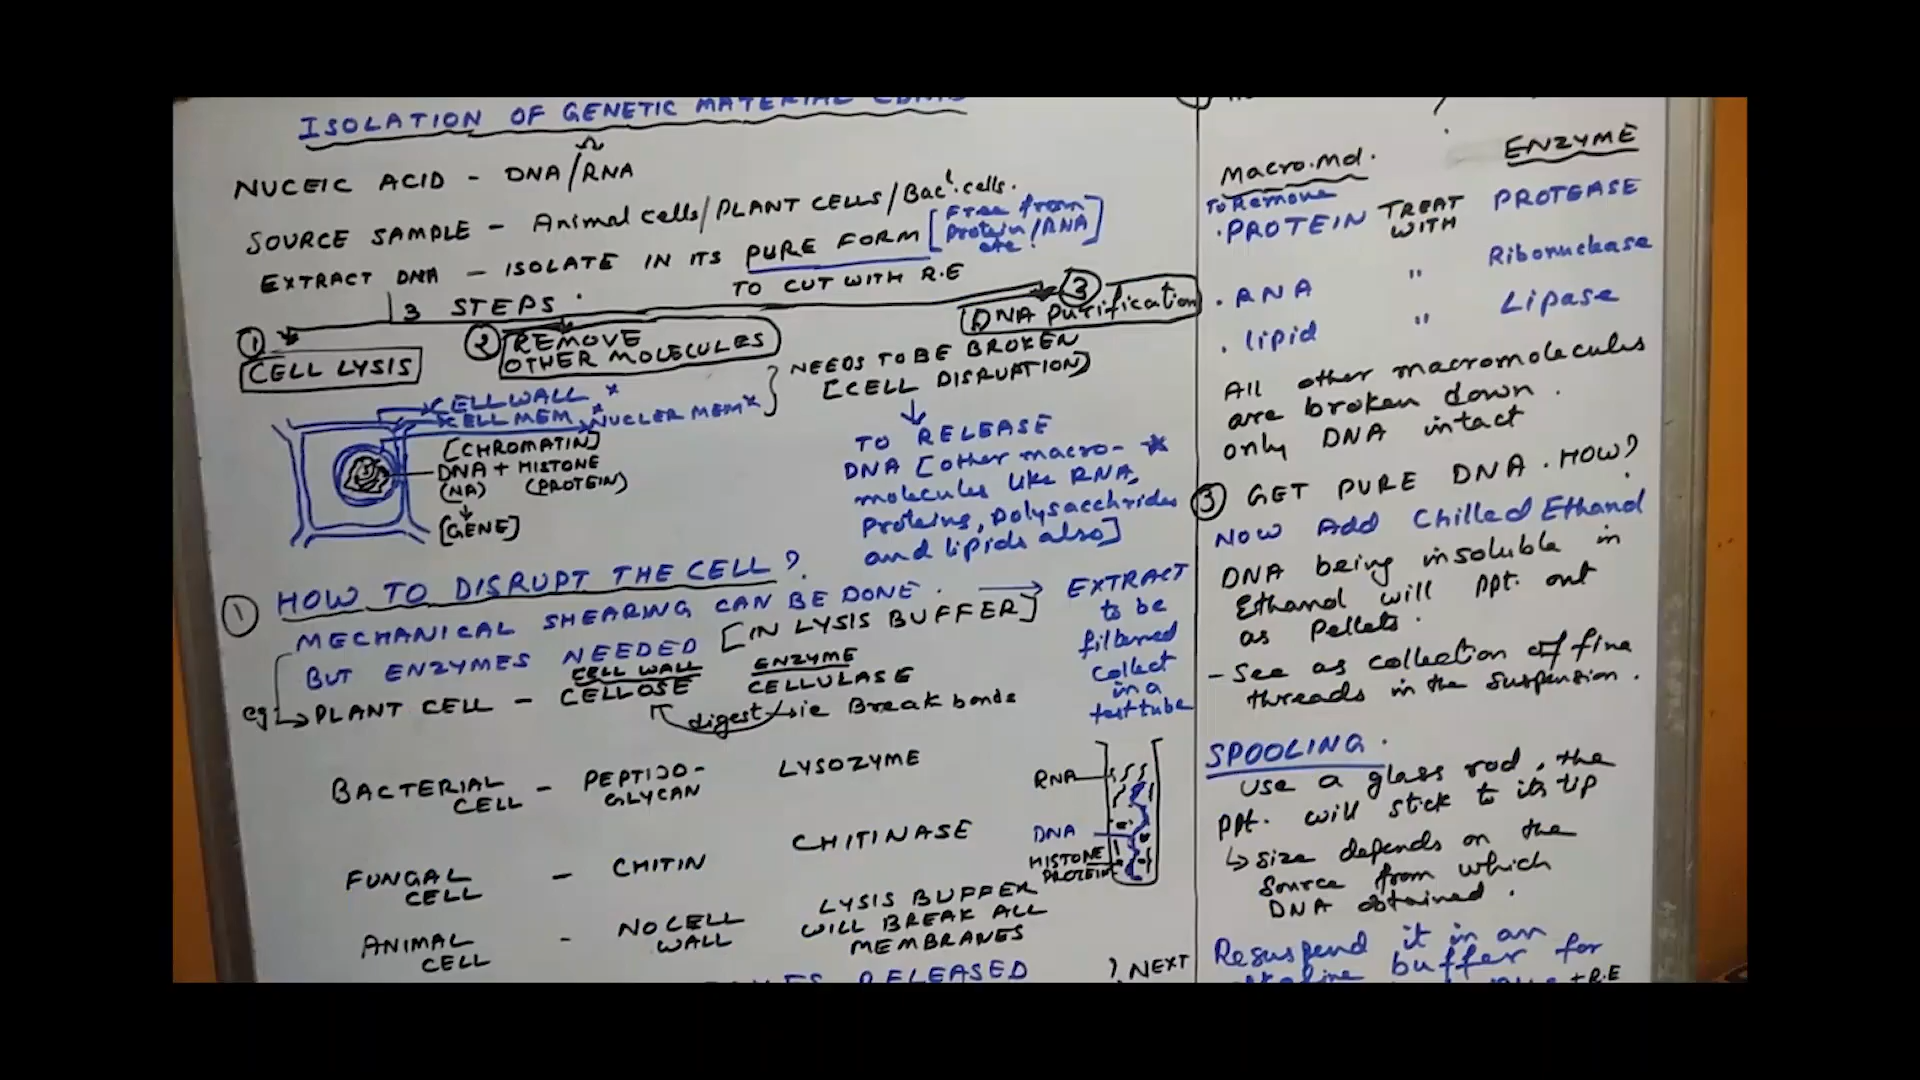 ISOLATION OF GENETIC MATERIAL
NUCEIC ACID - DNA/RNA
SOURCE SAMPLE - Animal cells/PLANT CELLS/Bac'. cells.
EXTRACT DNA - ISOLATE IN ITS PURE FORM [Free from Protein/RNA etc.]
TO CUT WITH R.E
3 STEPS.
① CELL LYSIS
② REMOVE
OTHER MOLECULES
③ DNA Purification
CELL WALL *
CELL MEM *
NUCLER MEM *
NEEDS TO BE BROKEN
[CELL DISRUPTION]
[CHROMATIN]
DNA + HISTONE
(NA) (PROTEIN)
[GENE]
TO RELEASE
DNA [other macro- *
molecules like RNA,
Proteins, Polysacchrides
and lipids also]
① HOW TO DISRUPT THE CELL?
MECHANICAL SHEARING CAN BE DONE. →
BUT ENZYMES NEEDED [IN LYSIS BUFFER]
CELL WALL ENZYME
eg → PLANT CELL - CELLOSE CELLULASE
digest → ie Break bonds
EXTRACT
to be
filterred
collect
in a
test tube
BACTERIAL CELL - PEPTIDO-
GLYCAN LYSOZYME
FUNGAL CELL - CHITIN CHITINASE
ANIMAL CELL - NO CELL WALL
LYSIS BUFFER
WILL BREAK ALL
MEMBRANES
RNA
DNA
HISTONE
PROTEIN
RELEASED
NEXT
Macro.Mol. ENZYME
To Remove
. PROTEIN TREAT WITH PROTEASE
. RNA " Ribonuclease
. lipid " Lipase
All other macromolecules
are broken down.
only DNA intact
③ GET PURE DNA. HOW?
NOW Add Chilled Ethanol
DNA being insoluble in
Ethanol will ppt. out
as Pellets.
- See as collection of fine
threads in the suspension.
SPOOLING.
Use a glass rod, the
ppt. will stick to its tip
↳ Size depends on the
Source from which
DNA obtained.
Resuspend it in an
buffer for
R.E